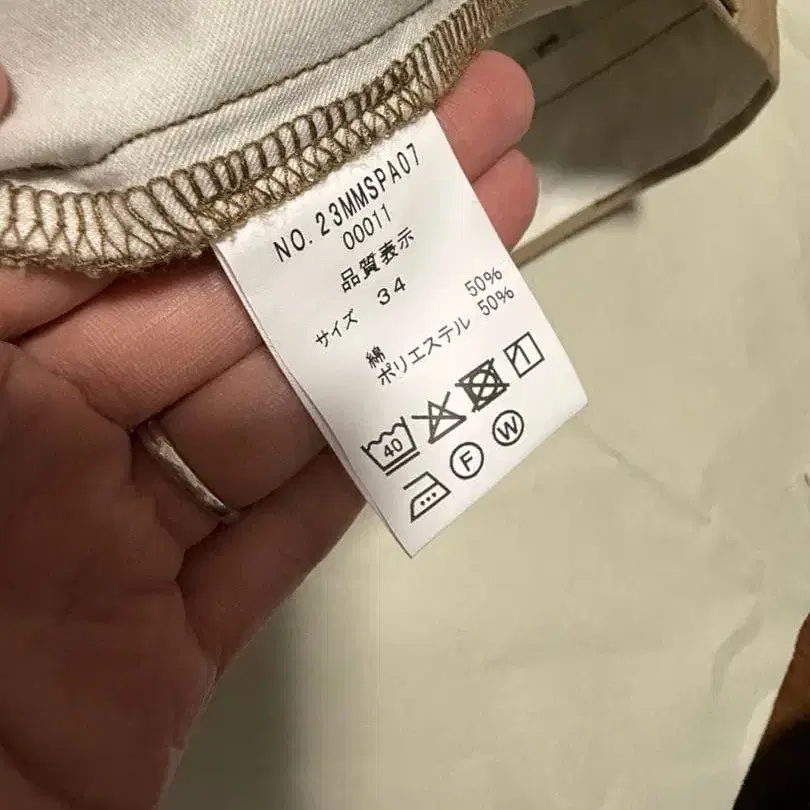 NO. 23MMSPA07
00011
品質表示
サイズ 34
綿 50%
ポリエステル 50%
40
F W